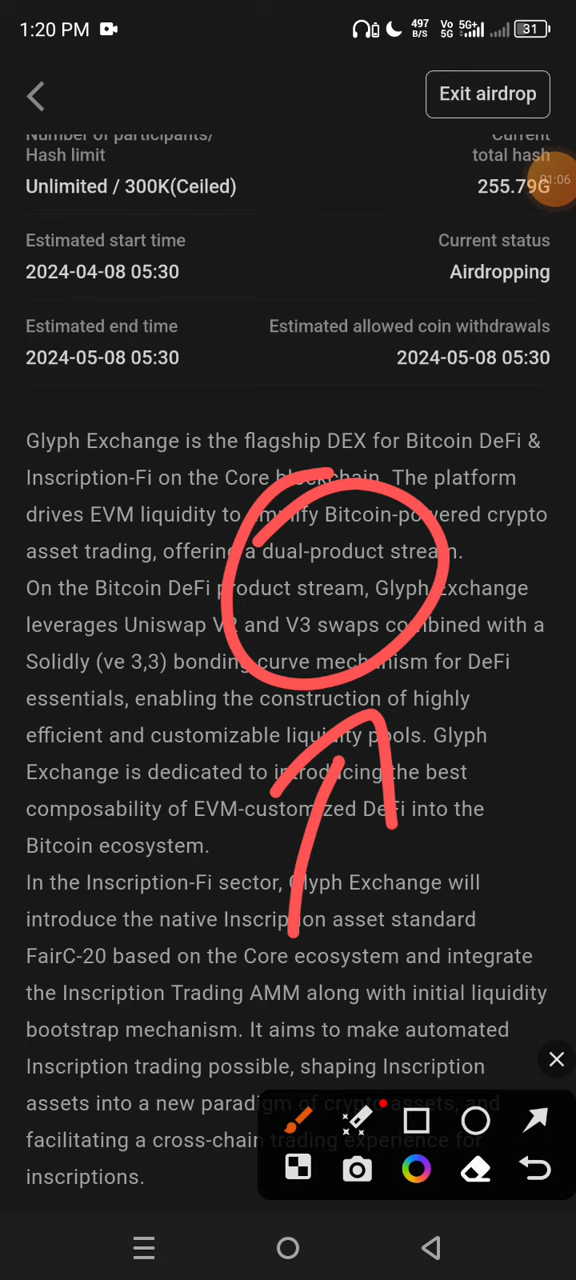 1:20 PM
497 B/S Vo 5G 5G+ 31
Exit airdrop
Number of participants/ Current
Hash limit total hash
Unlimited / 300K(Ceiled) 255.79G
01:06
Estimated start time Current status
2024-04-08 05:30 Airdropping
Estimated end time Estimated allowed coin withdrawals
2024-05-08 05:30 2024-05-08 05:30
Glyph Exchange is the flagship DEX for Bitcoin DeFi &
Inscription-Fi on the Core blockchain. The platform
drives EVM liquidity to amplify Bitcoin-powered crypto
asset trading, offering a dual-product stream.
On the Bitcoin DeFi product stream, Glyph Exchange
leverages Uniswap V2 and V3 swaps combined with a
Solidly (ve 3,3) bonding curve mechanism for DeFi
essentials, enabling the construction of highly
efficient and customizable liquidity pools. Glyph
Exchange is dedicated to introducing the best
composability of EVM-customized DeFi into the
Bitcoin ecosystem.
In the Inscription-Fi sector, Glyph Exchange will
introduce the native Inscription asset standard
FairC-20 based on the Core ecosystem and integrate
the Inscription Trading AMM along with initial liquidity
bootstrap mechanism. It aims to make automated
Inscription trading possible, shaping Inscription
assets into a new paradigm of crypto assets, and
facilitating a cross-chain trading experience for
inscriptions.